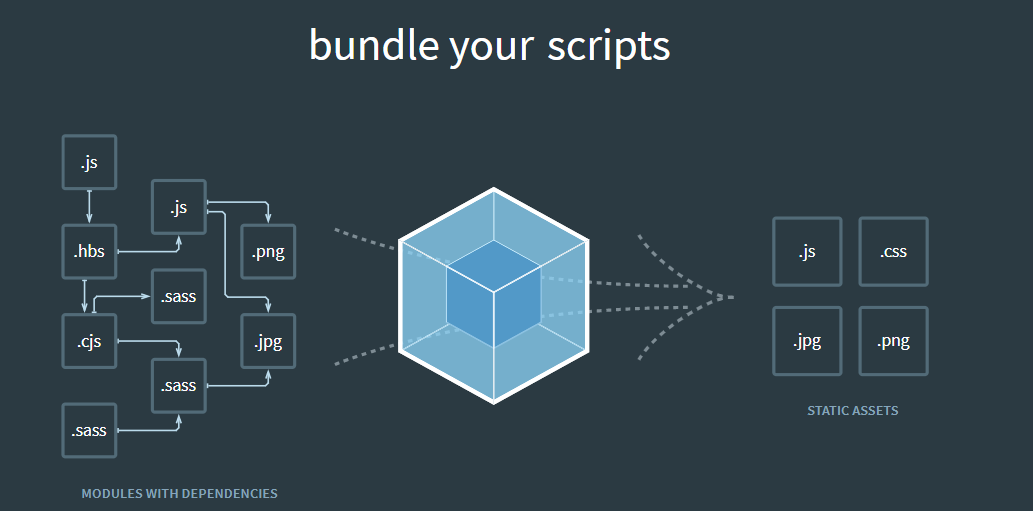 bundle your scripts
.js
.js
.hbs
.png
.sass
.cjs
.jpg
.sass
.sass
MODULES WITH DEPENDENCIES
.js
.css
.jpg
.png
STATIC ASSETS